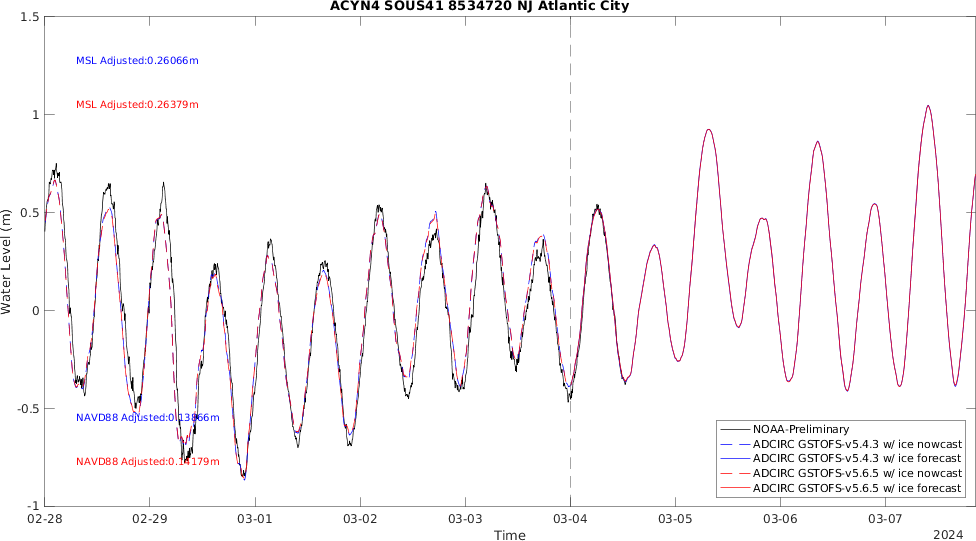 ACYN4 SOUS41 8534720 NJ Atlantic City
1.5
1
0.5
0
-0.5
-1
Water Level (m)
MSL Adjusted:0.26066m
MSL Adjusted:0.26379m
NAVD88 Adjusted:0.13866m
NAVD88 Adjusted:0.14179m
NOAA-Preliminary
ADCIRC GSTOFS-v5.4.3 w/ ice nowcast
ADCIRC GSTOFS-v5.4.3 w/ ice forecast
ADCIRC GSTOFS-v5.6.5 w/ ice nowcast
ADCIRC GSTOFS-v5.6.5 w/ ice forecast
02-28 02-29 03-01 03-02 03-03 03-04 03-05 03-06 03-07
Time
2024